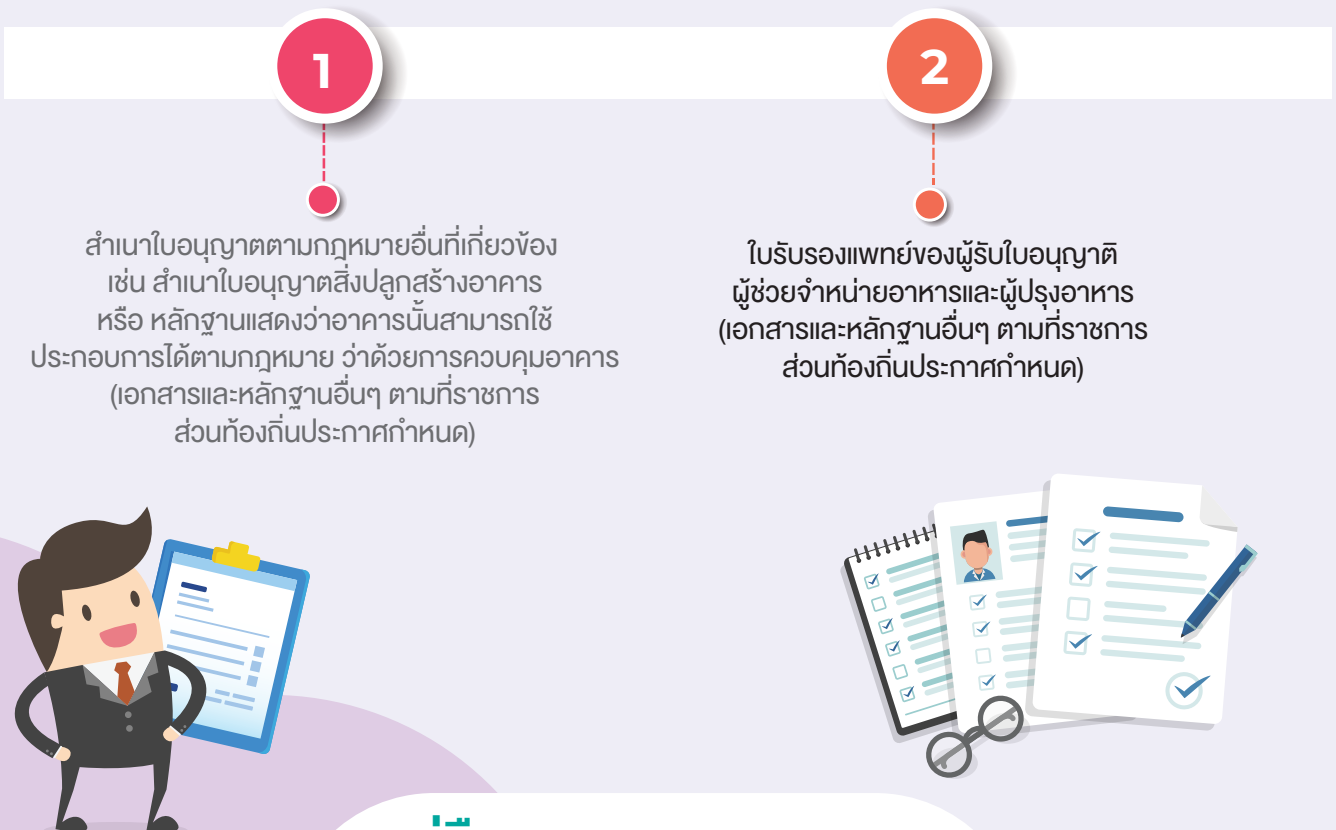 1
สำเนาใบอนุญาตตามกฎหมายอื่นที่เกี่ยวข้อง
เช่น สำเนาใบอนุญาตสิ่งปลูกสร้างอาคาร
หรือ หลักฐานแสดงว่าอาคารนั้นสามารถใช้
ประกอบการได้ตามกฎหมาย ว่าด้วยการควบคุมอาคาร
(เอกสารและหลักฐานอื่นๆ ตามที่ราชการ
ส่วนท้องถิ่นประกาศกำหนด)
2
ใบรับรองแพทย์ของผู้รับใบอนุญาติ
ผู้ช่วยจำหน่ายอาหารและผู้ปรุงอาหาร
(เอกสารและหลักฐานอื่นๆ ตามที่ราชการ
ส่วนท้องถิ่นประกาศกำหนด)